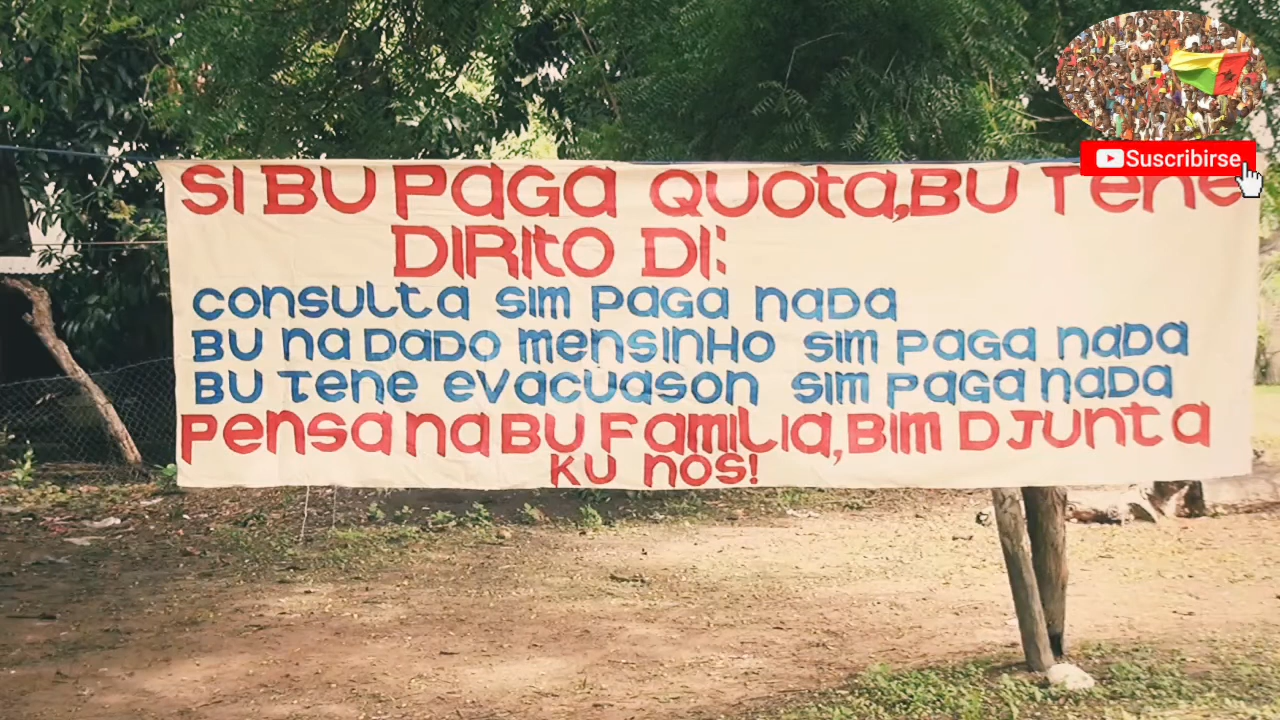 Suscribirse
SI BU PAGA QUOTA, BU TENE
DIRITO DI:
CONSULTA SIM PAGA NADA
BU NA DADO MENSINHO SIM PAGA NADA
BU TENE EVACUASON SIM PAGA NADA
PENSA NA BU FAMILIA, BIM DJUNTA
KU NOS!